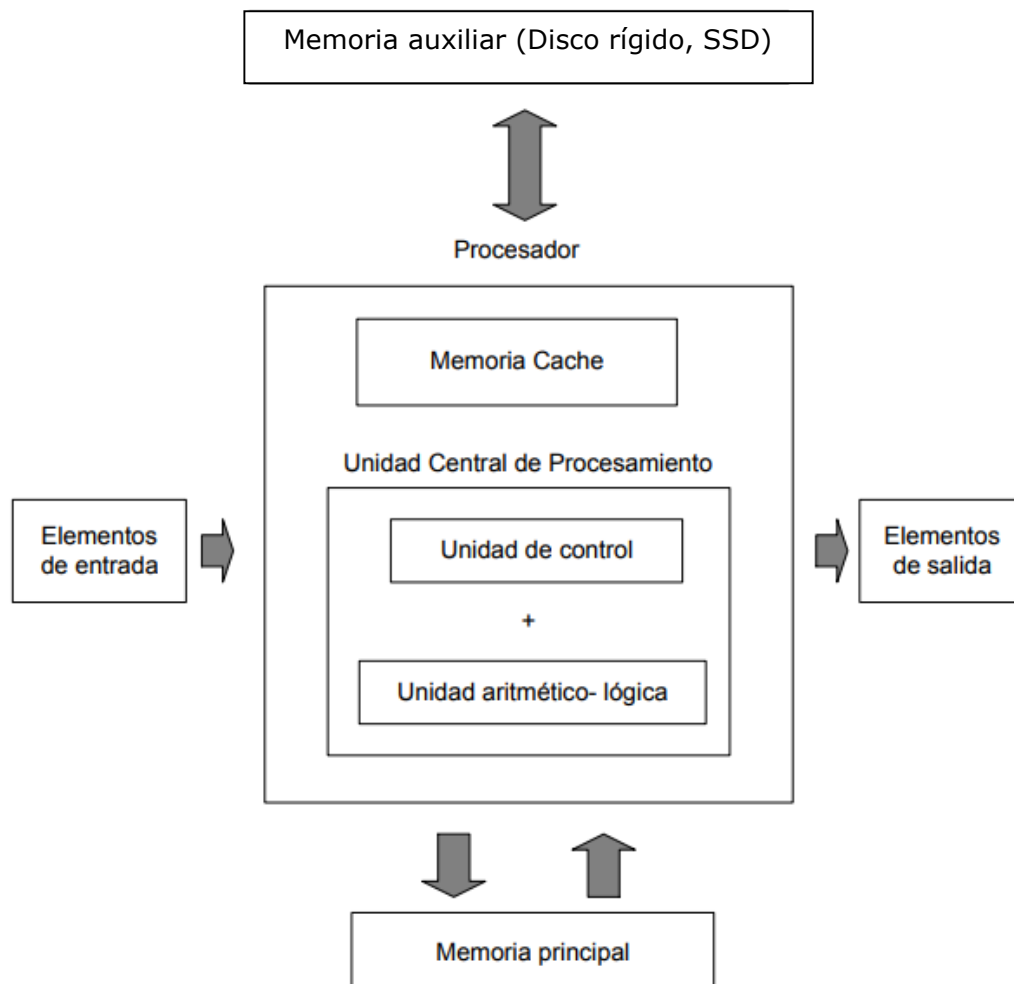 Memoria auxiliar (Disco rígido, SSD)
Procesador
Memoria Cache
Unidad Central de Procesamiento
Elementos
de entrada
Unidad de control
+
Unidad aritmético- lógica
Elementos
de salida
Memoria principal